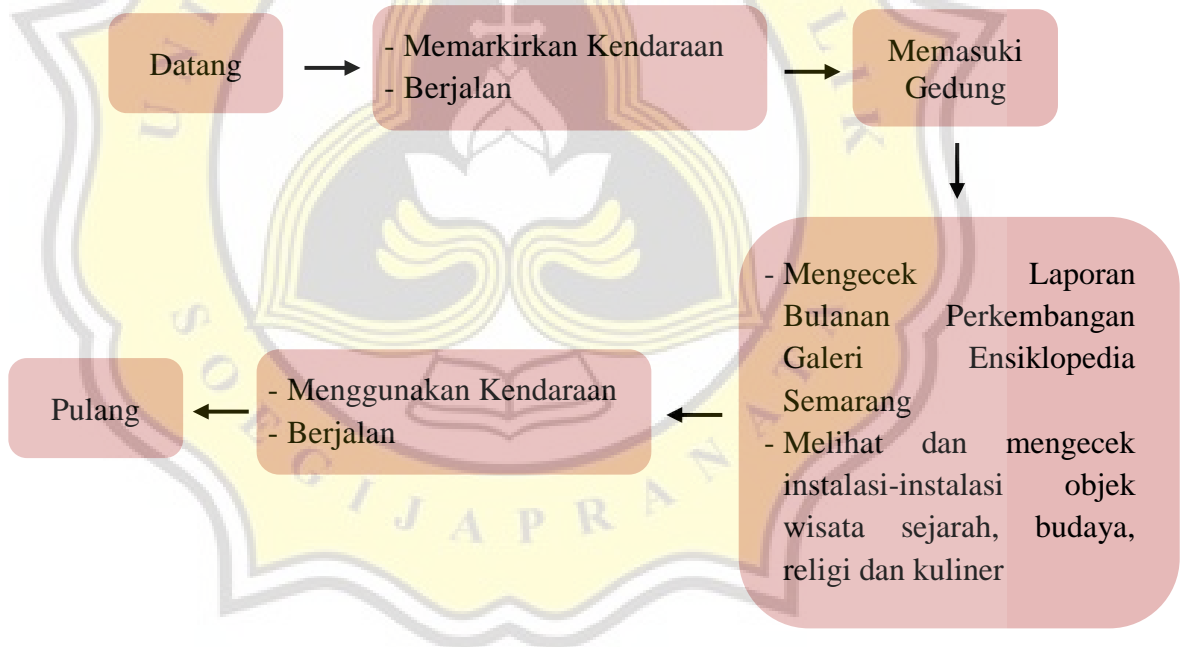 Datang
- Memarkirkan Kendaraan
- Berjalan
Memasuki
Gedung
- Mengecek Laporan
Bulanan Perkembangan
Galeri Ensiklopedia
Semarang
- Melihat dan mengecek
instalasi-instalasi objek
wisata sejarah, budaya,
religi dan kuliner
- Menggunakan Kendaraan
- Berjalan
Pulang
SOEGIJAPRANATA